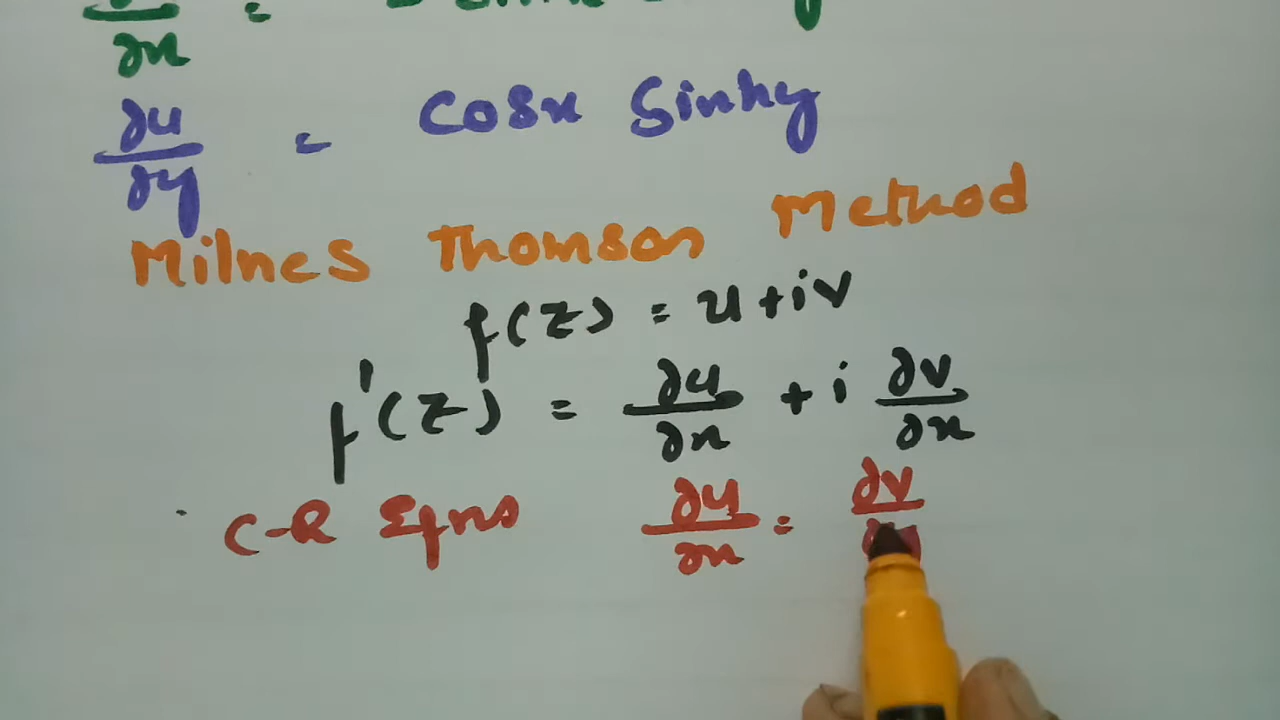 ∂x =
∂u/∂y = cosx sinhy
Milnes Thomson Method
f(z) = u+iv
f'(z) = ∂u/∂x + i ∂v/∂x
C-R Eqns ∂u/∂x = ∂v